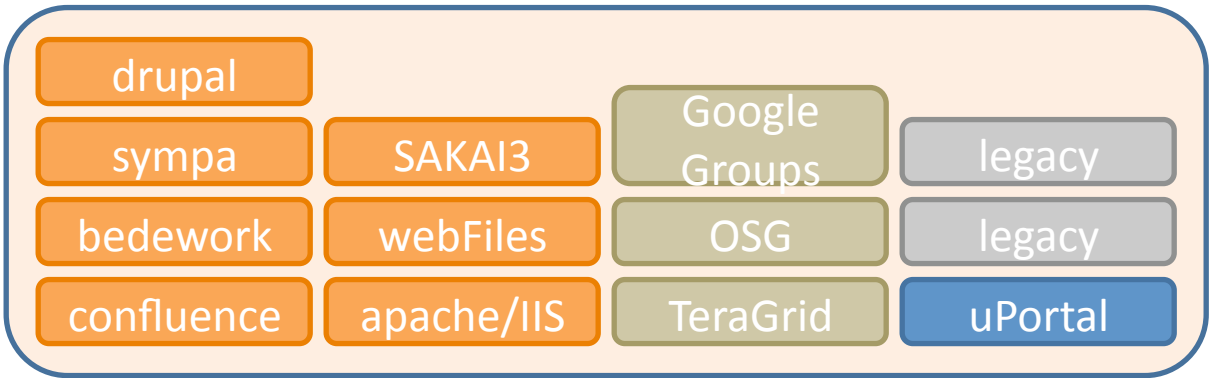 drupal
sympa
SAKAI3
Google
Groups
legacy
bedework
webFiles
OSG
legacy
confluence
apache/IIS
TeraGrid
uPortal